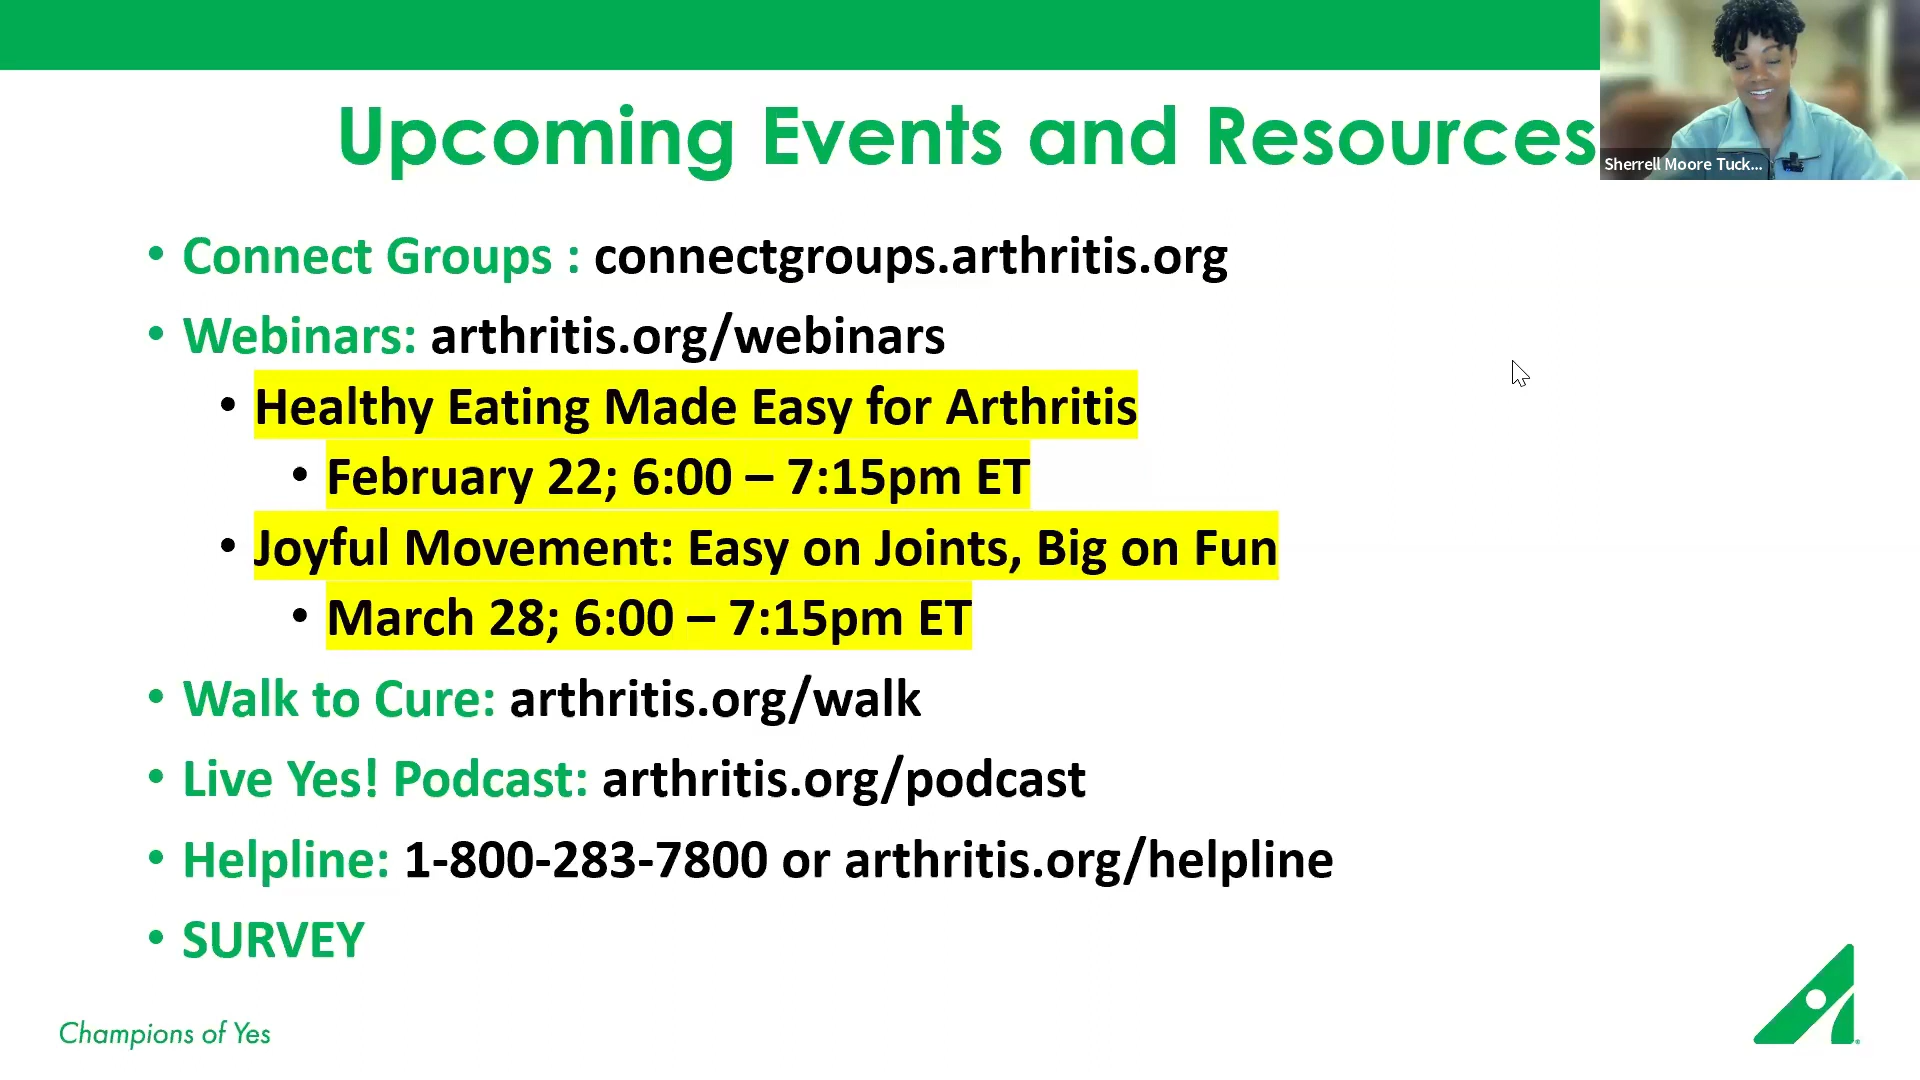 Upcoming Events and Resources
Sherrell Moore Tuck...
• Connect Groups : connectgroups.arthritis.org
• Webinars: arthritis.org/webinars
• Healthy Eating Made Easy for Arthritis
• February 22; 6:00 – 7:15pm ET
• Joyful Movement: Easy on Joints, Big on Fun
• March 28; 6:00 – 7:15pm ET
• Walk to Cure: arthritis.org/walk
• Live Yes! Podcast: arthritis.org/podcast
• Helpline: 1-800-283-7800 or arthritis.org/helpline
• SURVEY
Champions of Yes